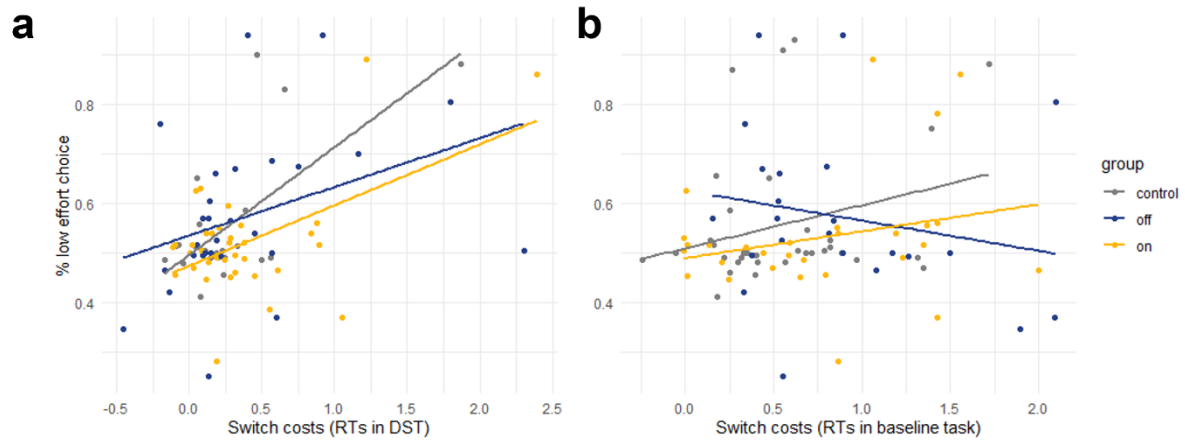 a
b
% low effort choice
0.8
0.6
0.4
-0.5 0.0 0.5 1.0 1.5 2.0 2.5
Switch costs (RTs in DST)
0.8
0.6
0.4
0.0 0.5 1.0 1.5 2.0
Switch costs (RTs in baseline task)
group
control
off
on